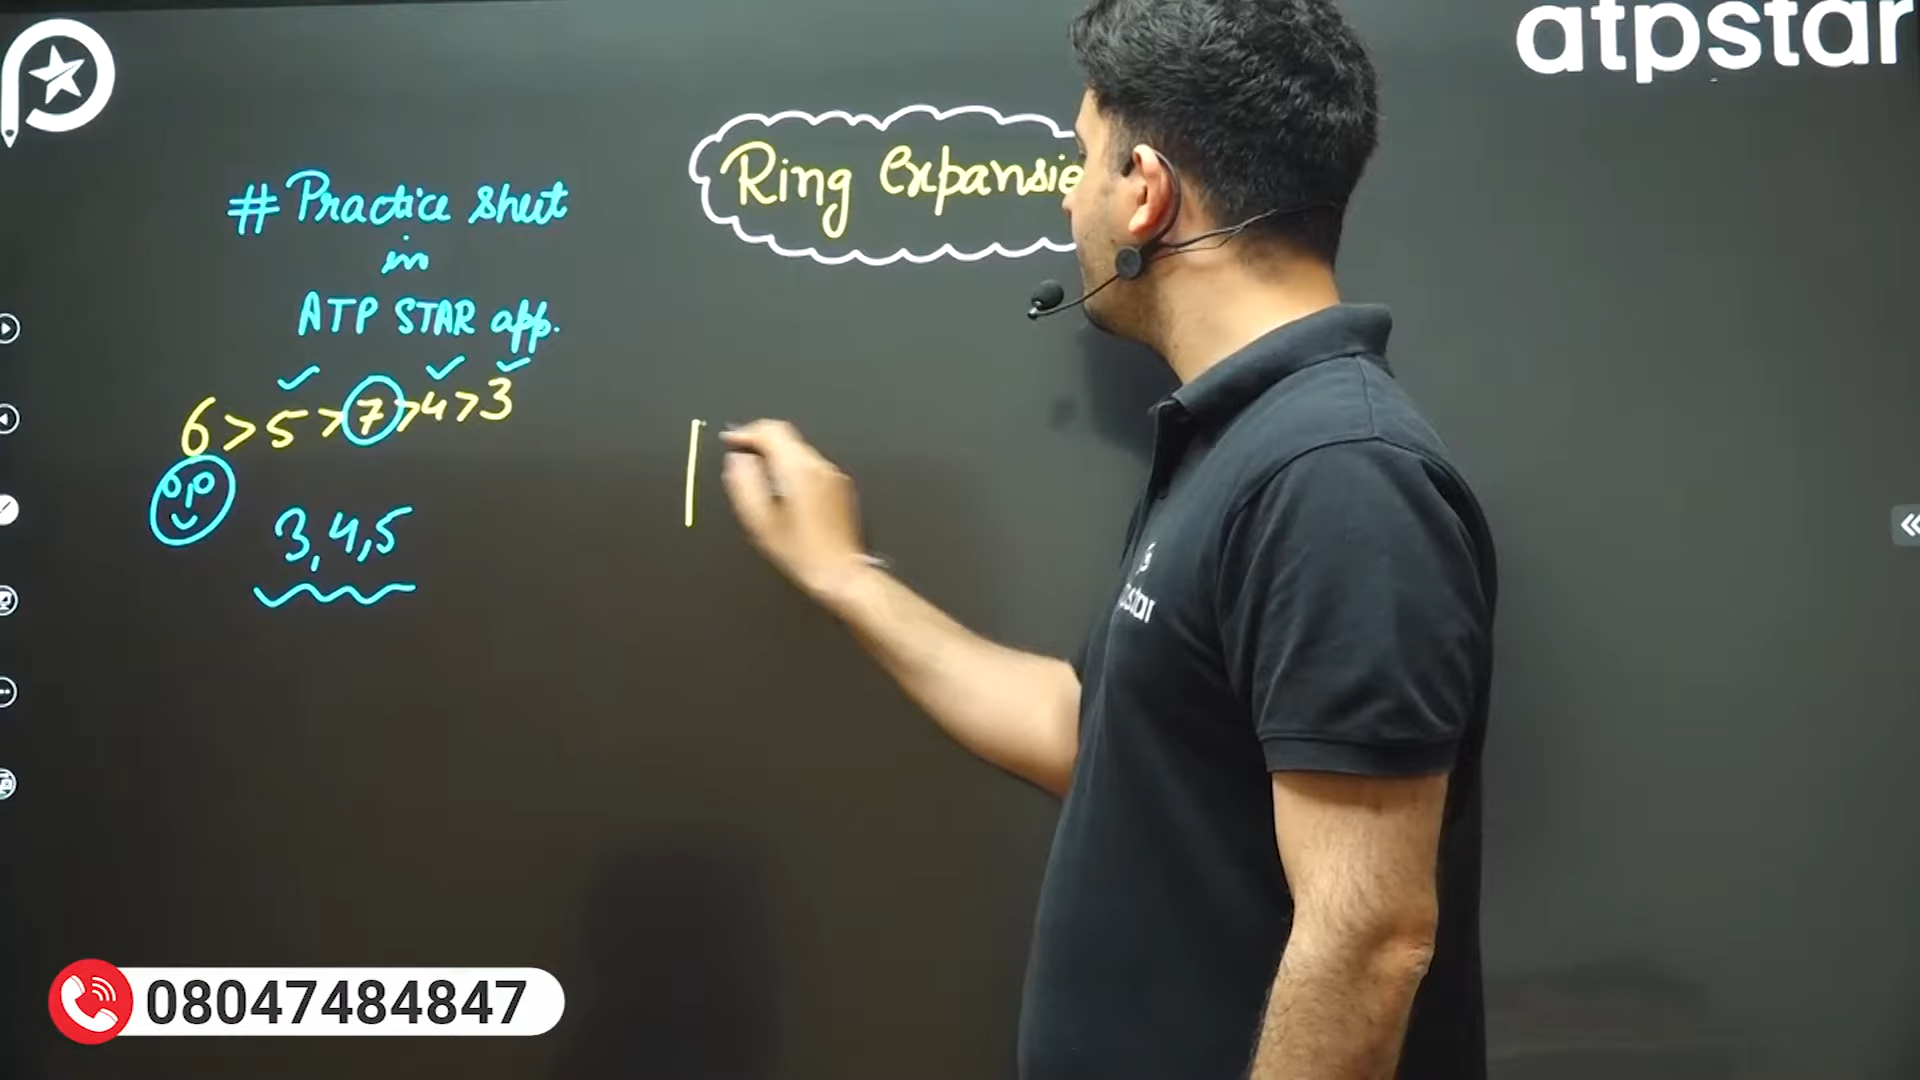 atpstar
Ring expansio
# Practice sheet
in
ATP STAR app.
6 > 5 > 7 > 4 > 3
3, 4, 5
08047484847